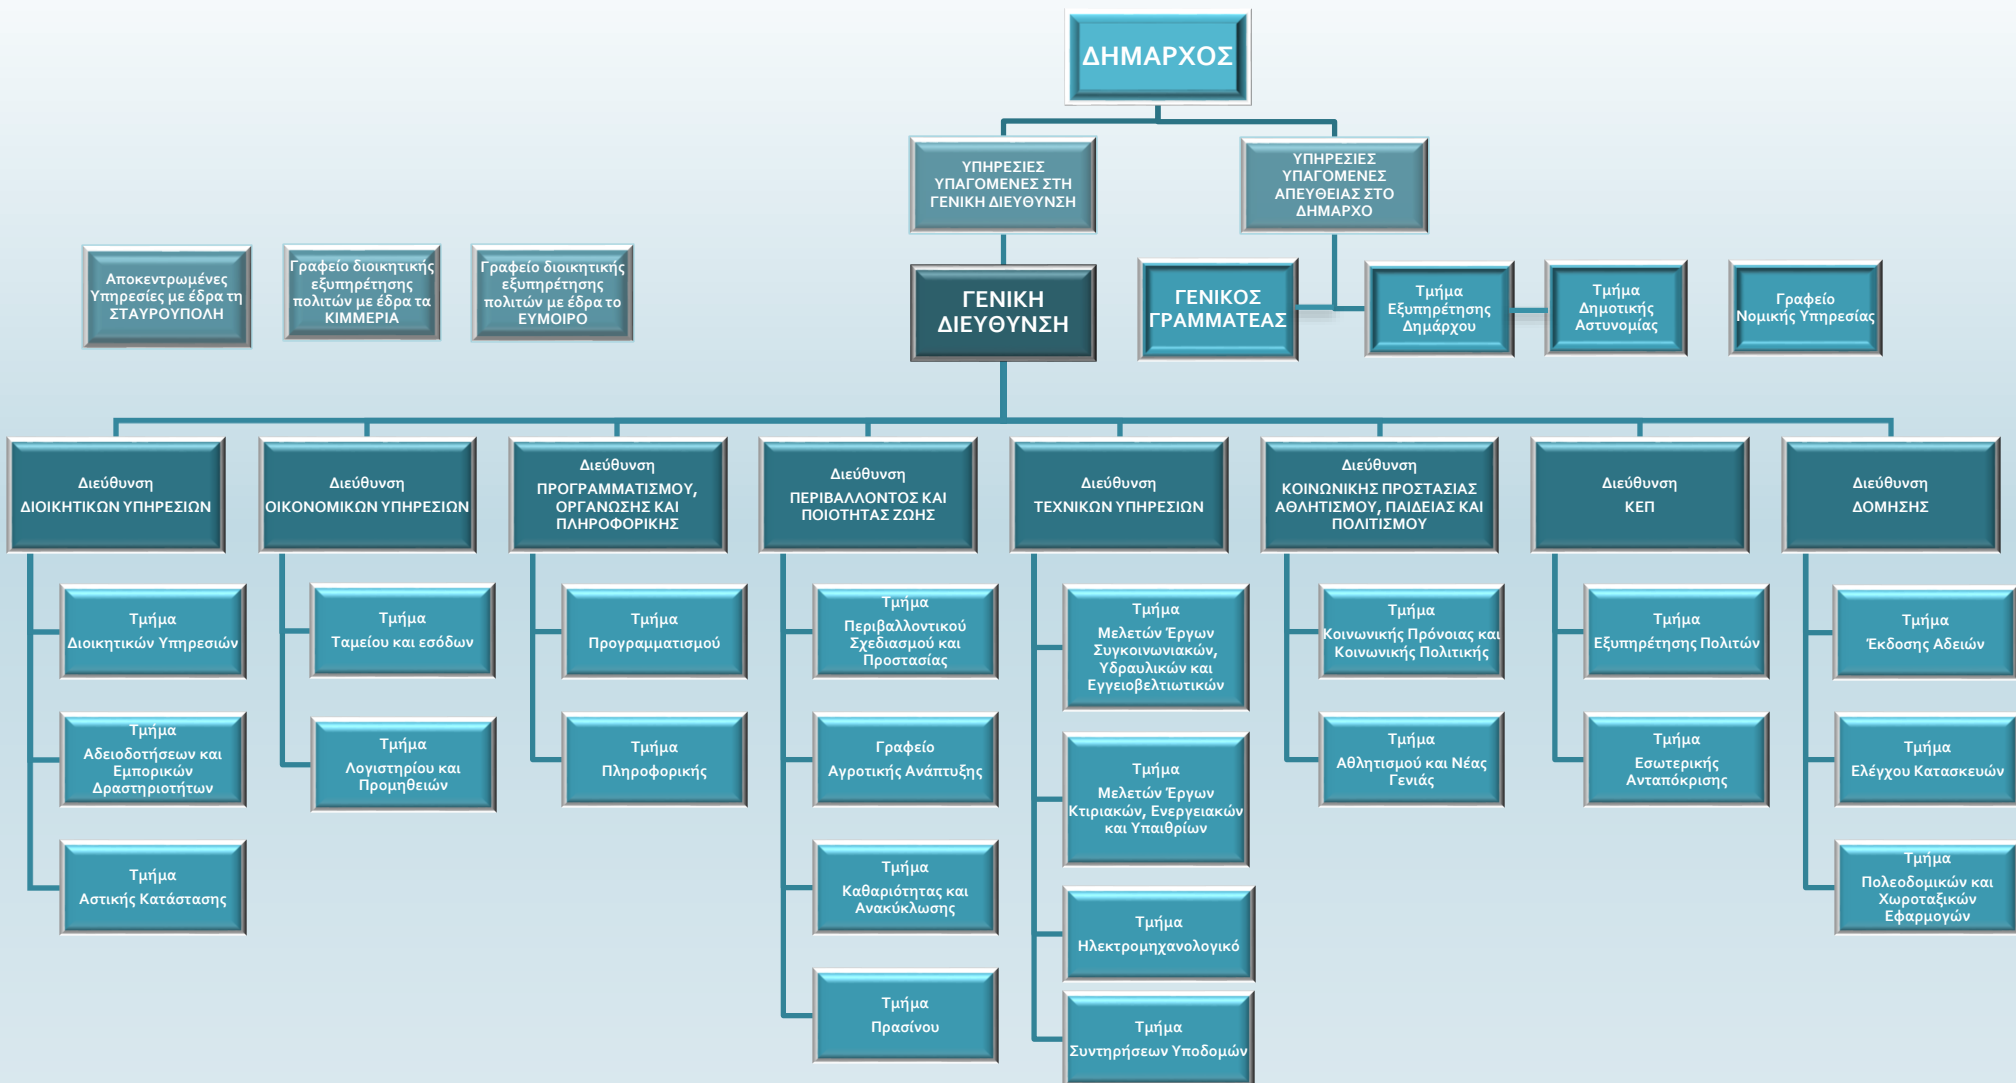 ΔΗΜΑΡΧΟΣ
ΥΠΗΡΕΣΙΕΣ
ΥΠΑΓΟΜΕΝΕΣ ΣΤΗ
ΓΕΝΙΚΗ ΔΙΕΥΘΥΝΣΗ
ΥΠΗΡΕΣΙΕΣ
ΥΠΑΓΟΜΕΝΕΣ
ΑΠΕΥΘΕΙΑΣ ΣΤΟ
ΔΗΜΑΡΧΟ
Αποκεντρωμένες
Υπηρεσίες με έδρα τη
ΣΤΑΥΡΟΥΠΟΛΗ
Γραφείο διοικητικής
εξυπηρέτησης
πολιτών με έδρα τα
ΚΙΜΜΕΡΙΑ
Γραφείο διοικητικής
εξυπηρέτησης
πολιτών με έδρα το
ΕΥΜΟΙΡΟ
ΓΕΝΙΚΗ
ΔΙΕΥΘΥΝΣΗ
ΓΕΝΙΚΟΣ
ΓΡΑΜΜΑΤΕΑΣ
Τμήμα
Εξυπηρέτησης
Δημάρχου
Τμήμα
Δημοτικής
Αστυνομίας
Γραφείο
Νομικής Υπηρεσίας
Διεύθυνση
ΔΙΟΙΚΗΤΙΚΩΝ ΥΠΗΡΕΣΙΩΝ
Διεύθυνση
ΟΙΚΟΝΟΜΙΚΩΝ ΥΠΗΡΕΣΙΩΝ
Διεύθυνση
ΠΡΟΓΡΑΜΜΑΤΙΣΜΟΥ,
ΟΡΓΑΝΩΣΗΣ ΚΑΙ
ΠΛΗΡΟΦΟΡΙΚΗΣ
Διεύθυνση
ΠΕΡΙΒΑΛΛΟΝΤΟΣ ΚΑΙ
ΠΟΙΟΤΗΤΑΣ ΖΩΗΣ
Διεύθυνση
ΤΕΧΝΙΚΩΝ ΥΠΗΡΕΣΙΩΝ
Διεύθυνση
ΚΟΙΝΩΝΙΚΗΣ ΠΡΟΣΤΑΣΙΑΣ
ΑΘΛΗΤΙΣΜΟΥ, ΠΑΙΔΕΙΑΣ ΚΑΙ
ΠΟΛΙΤΙΣΜΟΥ
Διεύθυνση
ΚΕΠ
Διεύθυνση
ΔΟΜΗΣΗΣ
Τμήμα
Διοικητικών Υπηρεσιών
Τμήμα
Αδειοδοτήσεων και
Εμπορικών
Δραστηριοτήτων
Τμήμα
Αστικής Κατάστασης
Τμήμα
Ταμείου και εσόδων
Τμήμα
Λογιστηρίου και
Προμηθειών
Τμήμα
Προγραμματισμού
Τμήμα
Πληροφορικής
Τμήμα
Περιβαλλοντικού
Σχεδιασμού και
Προστασίας
Γραφείο
Αγροτικής Ανάπτυξης
Τμήμα
Καθαριότητας και
Ανακύκλωσης
Τμήμα
Πρασίνου
Τμήμα
Μελετών Έργων
Συγκοινωνιακών,
Υδραυλικών και
Εγγειοβελτιωτικών
Τμήμα
Μελετών Έργων
Κτιριακών, Ενεργειακών
και Υπαιθρίων
Τμήμα
Ηλεκτρομηχανολογικό
Τμήμα
Συντηρήσεων Υποδομών
Τμήμα
Κοινωνικής Πρόνοιας και
Κοινωνικής Πολιτικής
Τμήμα
Αθλητισμού και Νέας
Γενιάς
Τμήμα
Εξυπηρέτησης Πολιτών
Τμήμα
Εσωτερικής
Ανταπόκρισης
Τμήμα
Έκδοσης Αδειών
Τμήμα
Ελέγχου Κατασκευών
Τμήμα
Πολεοδομικών και
Χωροταξικών
Εφαρμογών